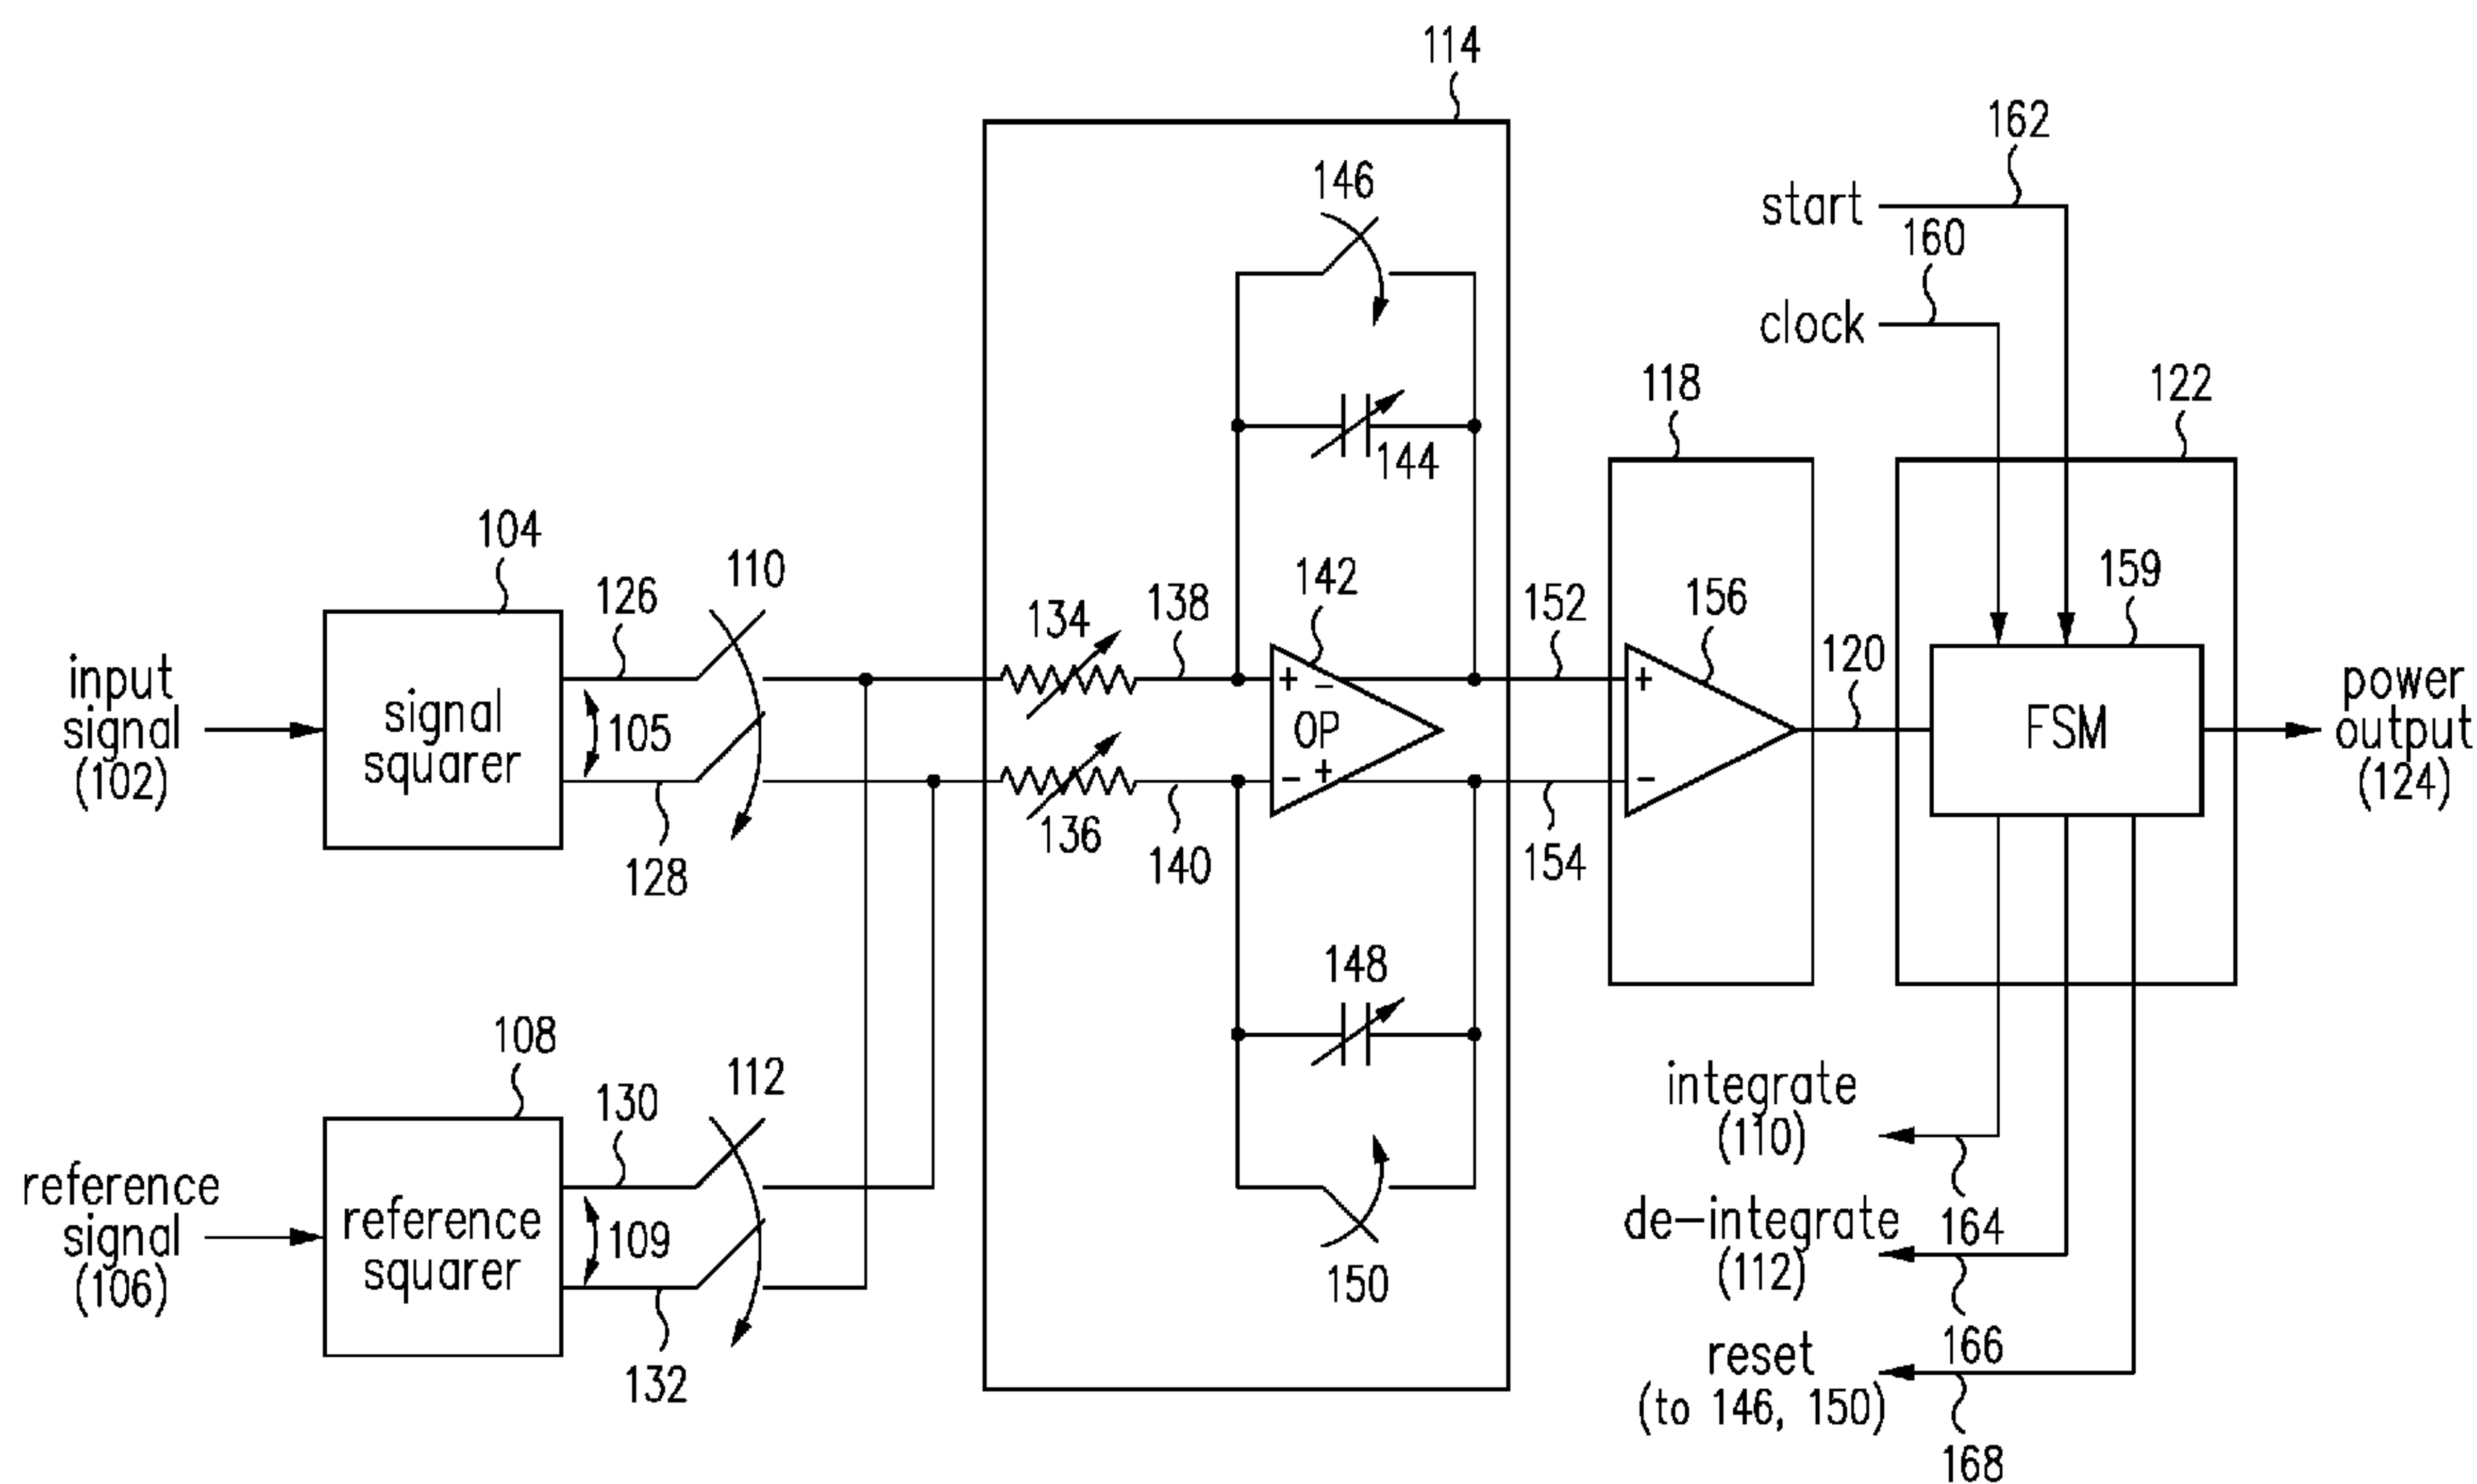 114
162
146
start
160
clock
118
122
144
104
126
110
134
138
142
152
156
159
120
input
signal
(102)
signal
squarer
105
+
−
OP
−
+
+
−
FSM
power
output
(124)
128
136
140
154
148
108
130
112
integrate
(110)
164
reference
signal
(106)
reference
squarer
109
de-integrate
(112)
166
150
132
reset
(to 146, 150)
168